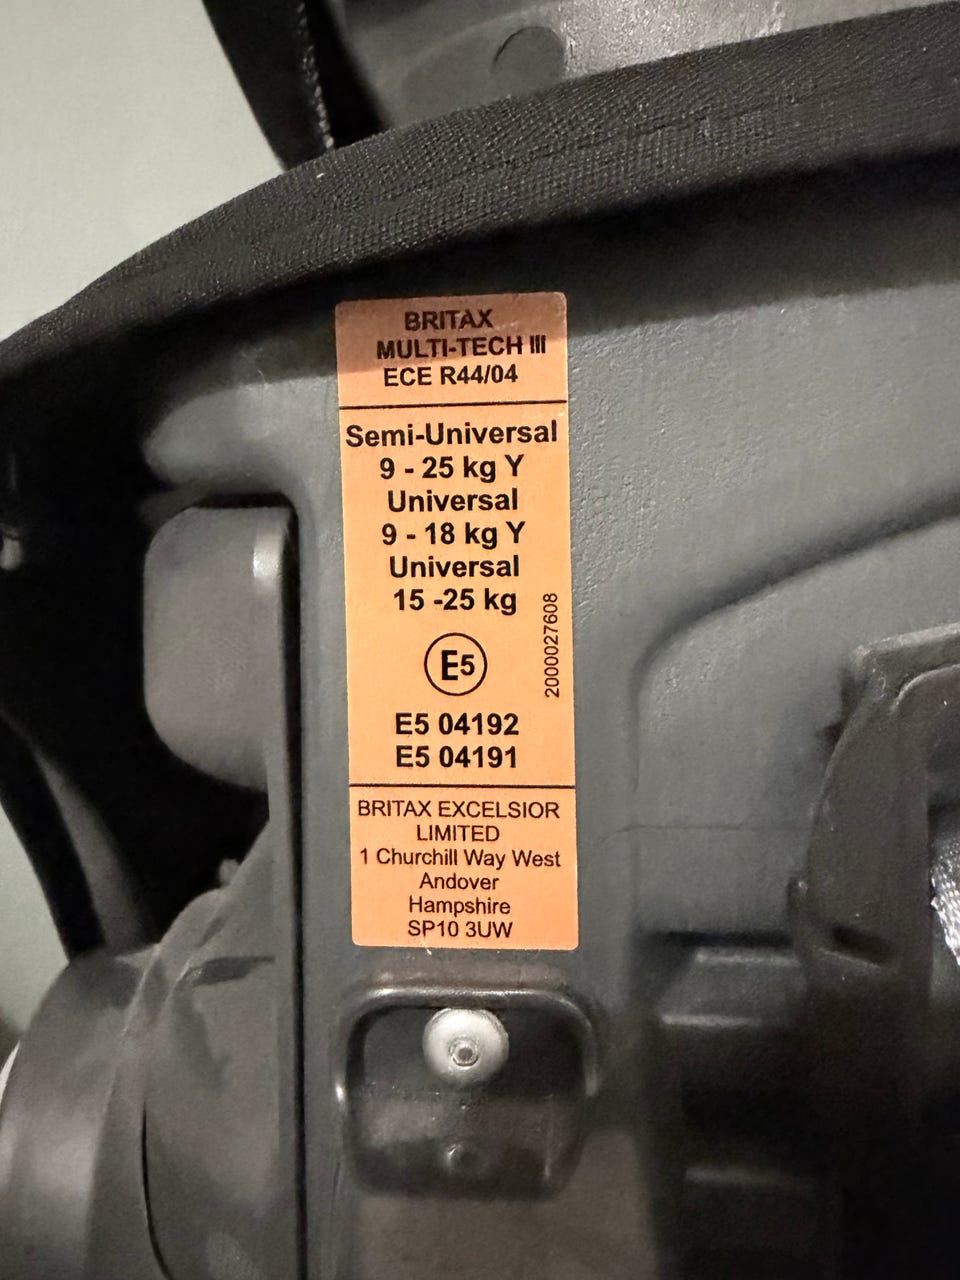 BRITAX
MULTI-TECH III
ECE R44/04
Semi-Universal
9 - 25 kg Y
Universal
9 - 18 kg Y
Universal
15 -25 kg
2000027608
E5
E5 04192
E5 04191
BRITAX EXCELSIOR
LIMITED
1 Churchill Way West
Andover
Hampshire
SP10 3UW